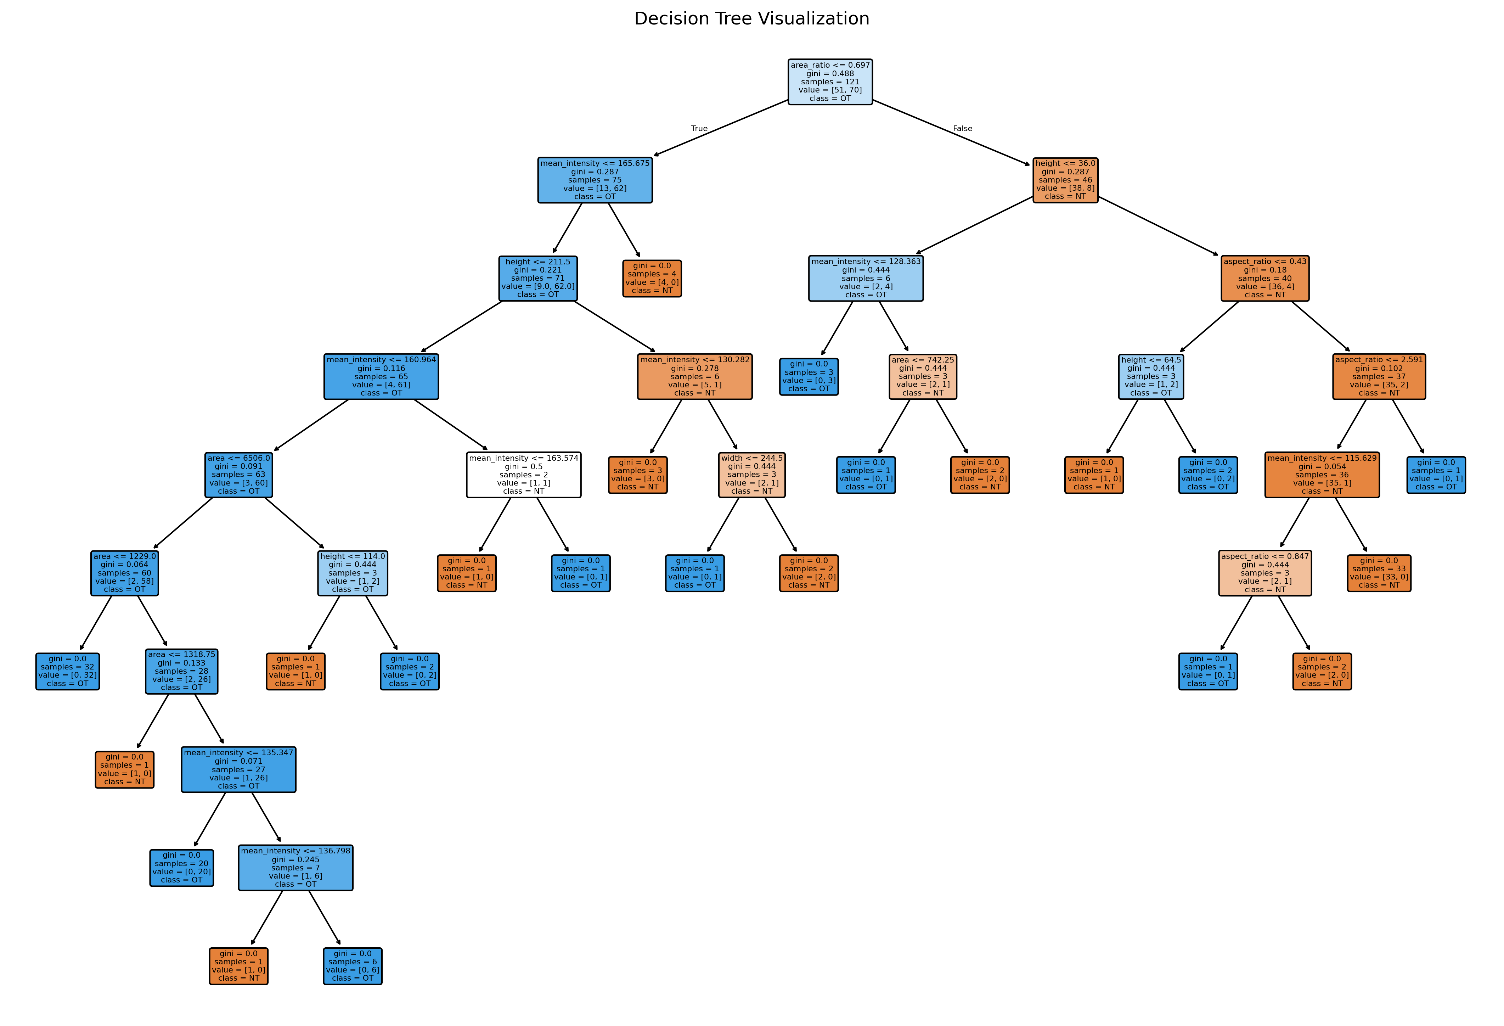 Decision Tree Visualization
area_ratio <= 0.697
gini = 0.488
samples = 121
value = [51, 70]
class = OT
True
False
mean_intensity <= 165.675
gini = 0.287
samples = 75
value = [13, 62]
class = OT
height <= 36.0
gini = 0.287
samples = 46
value = [38, 8]
class = NT
height <= 211.5
gini = 0.221
samples = 71
value = [9.0, 62.0]
class = OT
gini = 0.0
samples = 4
value = [4, 0]
class = NT
mean_intensity <= 128.363
gini = 0.444
samples = 6
value = [2, 4]
class = OT
aspect_ratio <= 0.43
gini = 0.18
samples = 40
value = [36, 4]
class = NT
mean_intensity <= 160.964
gini = 0.116
samples = 65
value = [4, 61]
class = OT
mean_intensity <= 130.282
gini = 0.278
samples = 6
value = [5, 1]
class = NT
gini = 0.0
samples = 3
value = [0, 3]
class = OT
area <= 742.25
gini = 0.444
samples = 3
value = [2, 1]
class = NT
height <= 64.5
gini = 0.444
samples = 3
value = [1, 2]
class = OT
aspect_ratio <= 2.591
gini = 0.102
samples = 37
value = [35, 2]
class = NT
area <= 6506.0
gini = 0.091
samples = 63
value = [3, 60]
class = OT
mean_intensity <= 163.574
gini = 0.5
samples = 2
value = [1, 1]
class = NT
gini = 0.0
samples = 3
value = [3, 0]
class = NT
width <= 244.5
gini = 0.444
samples = 3
value = [2, 1]
class = NT
gini = 0.0
samples = 1
value = [0, 1]
class = OT
gini = 0.0
samples = 2
value = [2, 0]
class = NT
gini = 0.0
samples = 1
value = [1, 0]
class = NT
gini = 0.0
samples = 2
value = [0, 2]
class = OT
mean_intensity <= 115.629
gini = 0.054
samples = 36
value = [35, 1]
class = NT
gini = 0.0
samples = 1
value = [0, 1]
class = OT
area <= 1229.0
gini = 0.064
samples = 60
value = [2, 58]
class = OT
height <= 114.0
gini = 0.444
samples = 3
value = [1, 2]
class = OT
gini = 0.0
samples = 1
value = [1, 0]
class = NT
gini = 0.0
samples = 1
value = [0, 1]
class = OT
gini = 0.0
samples = 1
value = [0, 1]
class = OT
gini = 0.0
samples = 2
value = [2, 0]
class = NT
aspect_ratio <= 0.847
gini = 0.444
samples = 3
value = [2, 1]
class = NT
gini = 0.0
samples = 33
value = [33, 0]
class = NT
gini = 0.0
samples = 32
value = [0, 32]
class = OT
area <= 1318.75
gini = 0.133
samples = 28
value = [2, 26]
class = OT
gini = 0.0
samples = 1
value = [1, 0]
class = NT
gini = 0.0
samples = 2
value = [0, 2]
class = OT
gini = 0.0
samples = 1
value = [0, 1]
class = OT
gini = 0.0
samples = 2
value = [2, 0]
class = NT
gini = 0.0
samples = 1
value = [1, 0]
class = NT
mean_intensity <= 135.347
gini = 0.071
samples = 27
value = [1, 26]
class = OT
gini = 0.0
samples = 20
value = [0, 20]
class = OT
mean_intensity <= 136.798
gini = 0.245
samples = 7
value = [1, 6]
class = OT
gini = 0.0
samples = 1
value = [1, 0]
class = NT
gini = 0.0
samples = 6
value = [0, 6]
class = OT